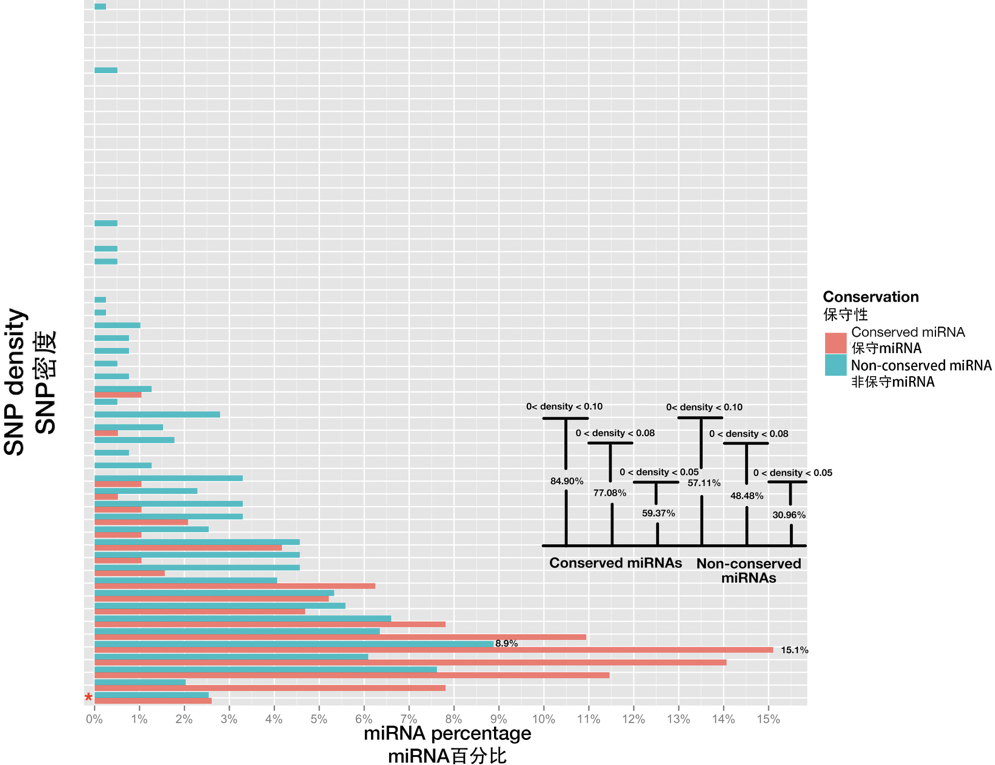 SNP density
SNP密度
Conservation
保守性
Conserved miRNA
保守miRNA
Non-conserved miRNA
非保守miRNA
0< density < 0.10
0 < density < 0.08
0 < density < 0.05
84.90%
77.08%
59.37%
0< density < 0.10
0 < density < 0.08
0 < density < 0.05
57.11%
48.48%
30.96%
Conserved miRNAs
Non-conserved
miRNAs
8.9%
15.1%
*
0% 1% 2% 3% 4% 5% 6% 7% 8% 9% 10% 11% 12% 13% 14% 15%
miRNA percentage
miRNA百分比